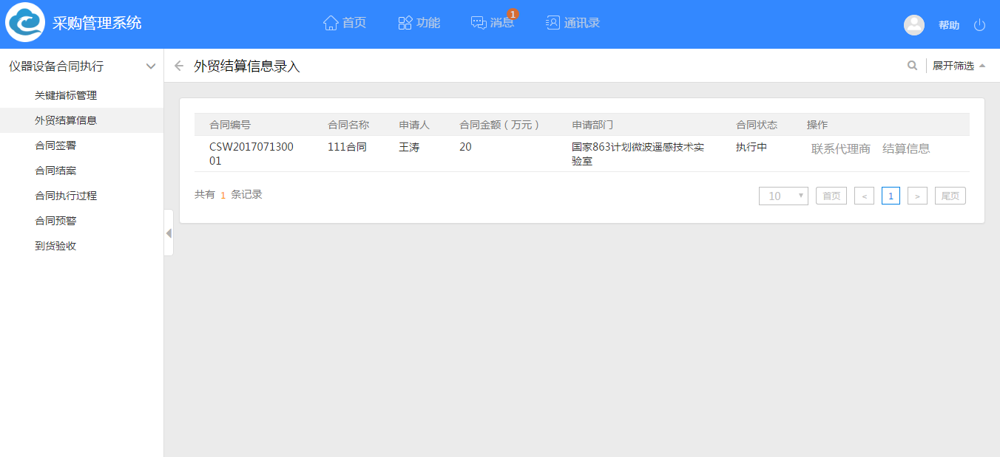 采购管理系统
首页
功能
消息
1
通讯录
帮助
仪器设备合同执行
关键指标管理
外贸结算信息
合同签署
合同结案
合同执行过程
合同预警
到货验收
外贸结算信息录入
展开筛选
合同编号 合同名称 申请人 合同金额（万元） 申请部门 合同状态 操作
CSW2017071300 111合同 王涛 20 国家863计划微波遥感技术实 执行中 联系代理商 结算信息
01 验室
共有 1 条记录
10 首页 < 1 > 尾页